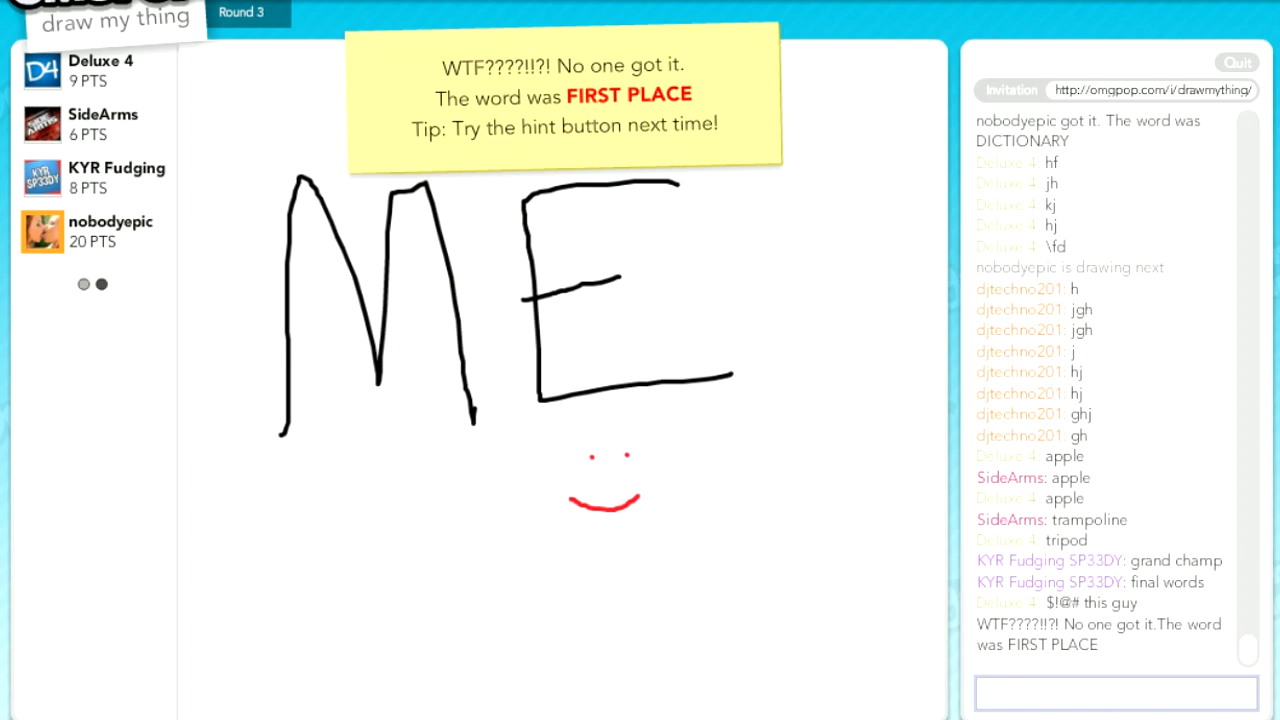 draw my thing
Round 3
WTF????!!?! No one got it.
The word was FIRST PLACE
Tip: Try the hint button next time!
D4
Deluxe 4
9 PTS
SideArms
6 PTS
KYR SP33DY
KYR Fudging
8 PTS
nobodyepic
20 PTS
ME
Quit
Invitation http://omgpop.com/i/drawmything/
nobodyepic got it. The word was
DICTIONARY
Deluxe 4: hf
Deluxe 4: jh
Deluxe 4: kj
Deluxe 4: hj
Deluxe 4: \fd
nobodyepic is drawing next
djtechno201: h
djtechno201: jgh
djtechno201: jgh
djtechno201: j
djtechno201: hj
djtechno201: hj
djtechno201: ghj
djtechno201: gh
Deluxe 4: apple
SideArms: apple
Deluxe 4: apple
SideArms: trampoline
Deluxe 4: tripod
KYR Fudging SP33DY: grand champ
KYR Fudging SP33DY: final words
Deluxe 4: $!@# this guy
WTF????!!?! No one got it.The word
was FIRST PLACE